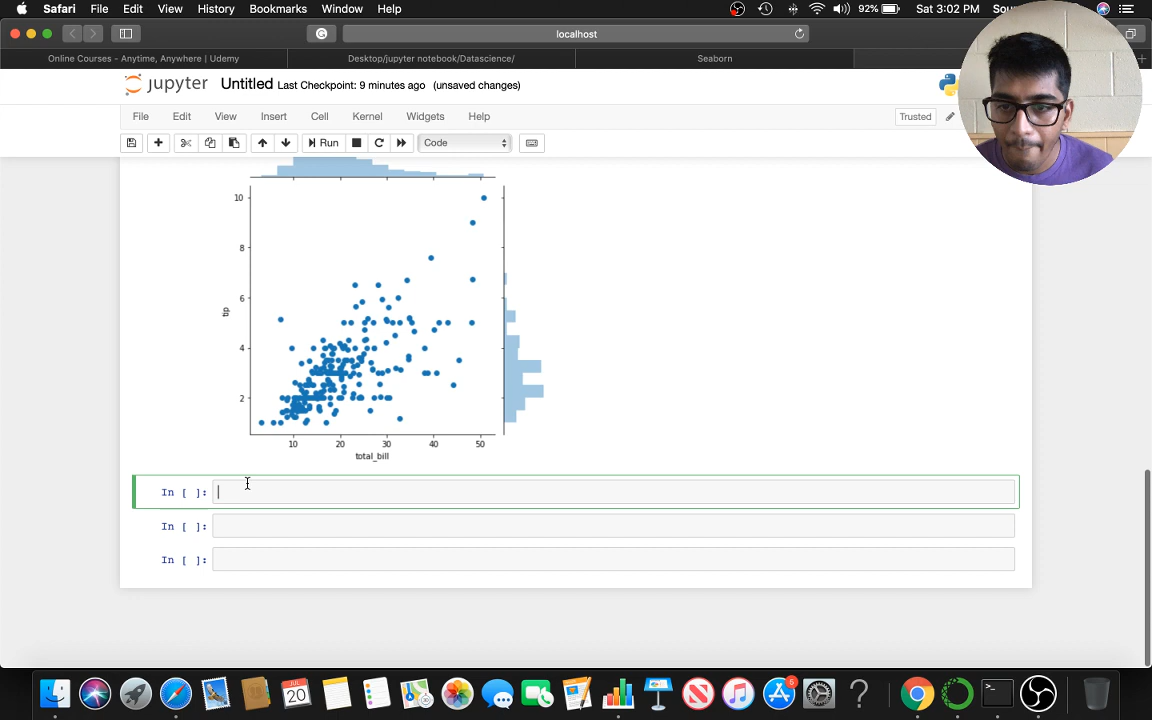 Safari File Edit View History Bookmarks Window Help 92% Sat 3:02 PM
localhost
Online Courses - Anytime, Anywhere | Udemy Desktop/jupyter notebook/Datascience/ Seaborn
jupyter Untitled Last Checkpoint: 9 minutes ago (unsaved changes)
File Edit View Insert Cell Kernel Widgets Help Trusted
Run Code
10
8
6
tip
4
2
10 20 30 40 50
total_bill
In [ ]:
In [ ]:
In [ ]:
JUL
20
6